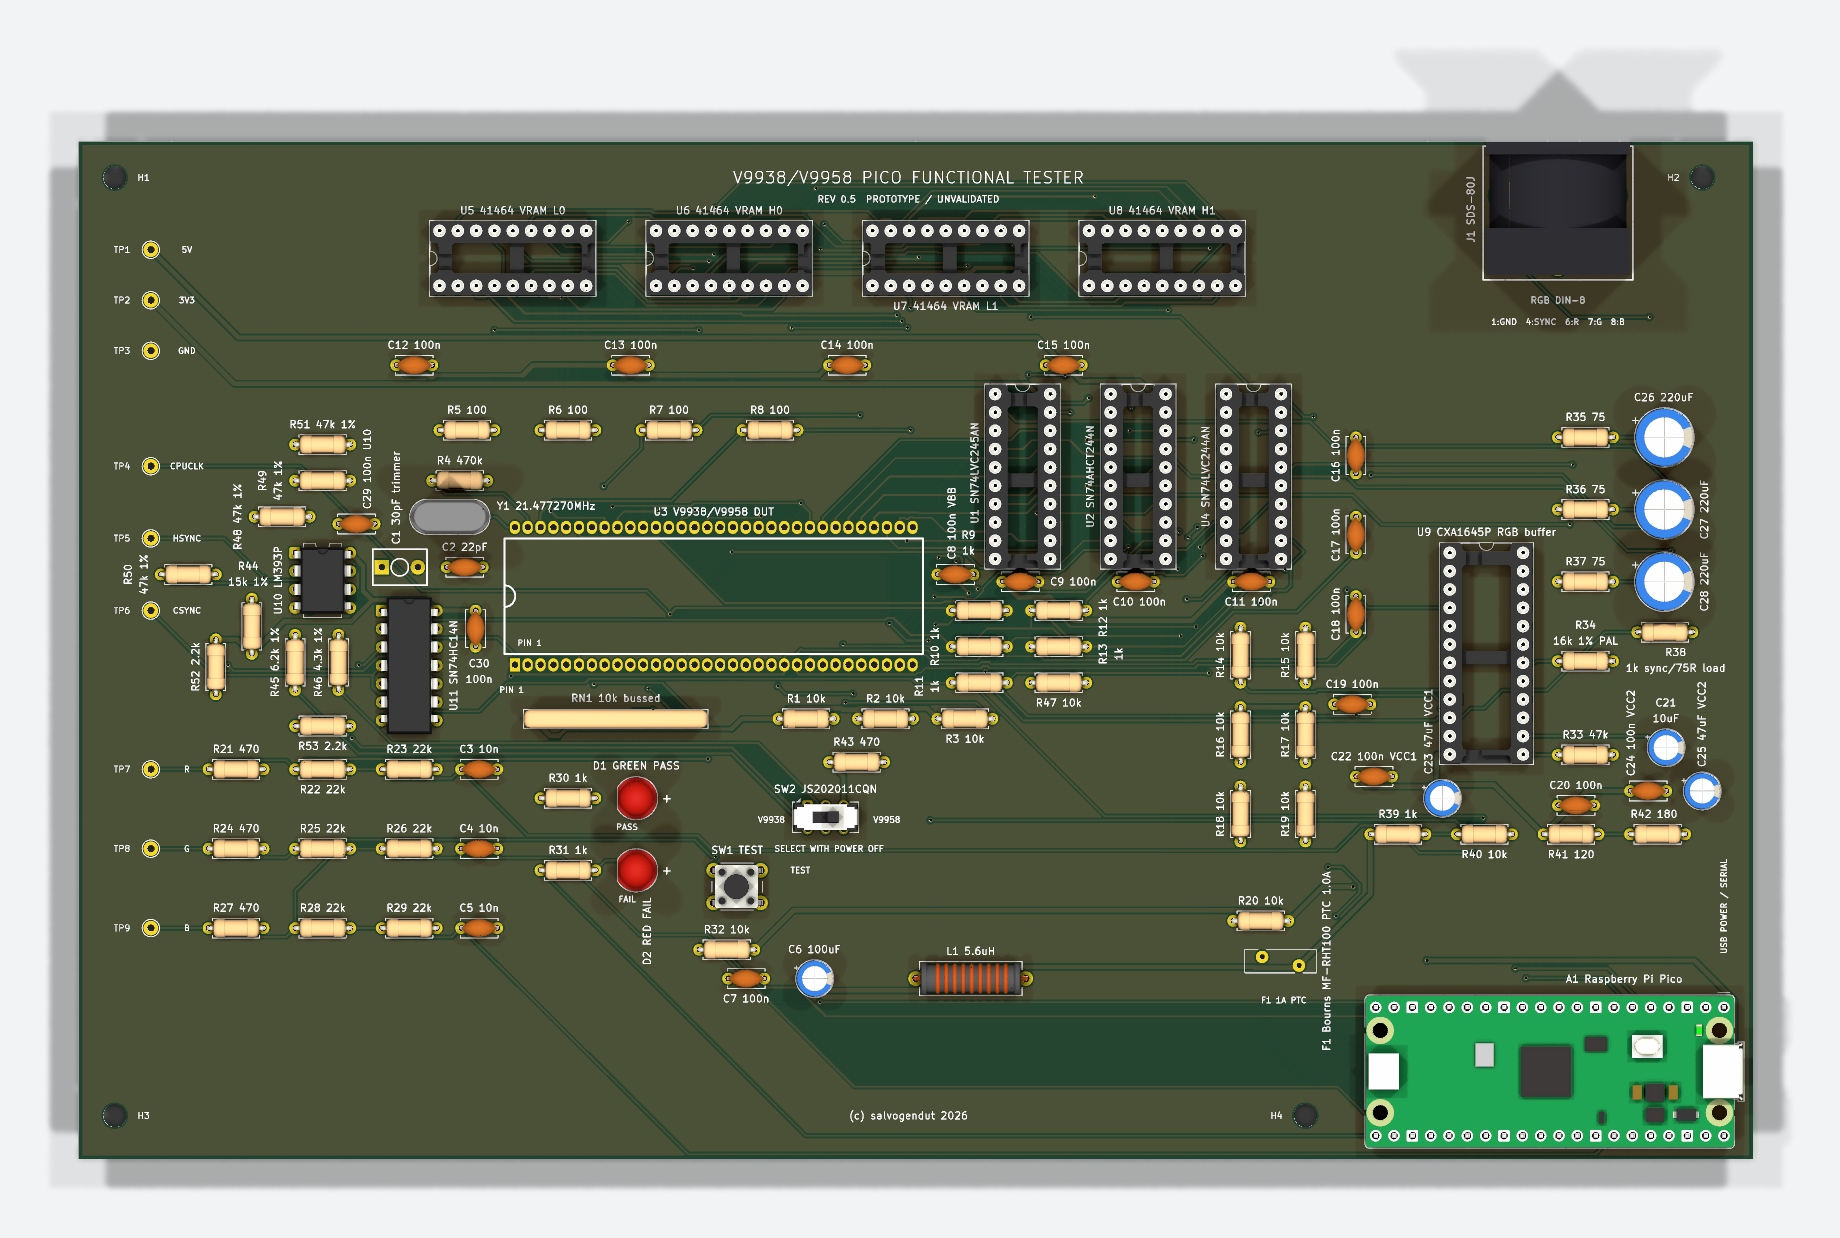 V9938/V9958 PICO FUNCTIONAL TESTER
REV 0.5 PROTOTYPE / UNVALIDATED
H1
H2
J1 SDS-80J
RGB DIN-8
1:GND 4:SYNC 6:R 7:G 8:B
U5 41464 VRAM L0
U6 41464 VRAM H0
U7 41464 VRAM L1
U8 41464 VRAM H1
TP1 5V
TP2 3V3
TP3 GND
C12 100n
C13 100n
C14 100n
C15 100n
R51 47k 1%
U10
R5 100
R6 100
R7 100
R8 100
C26 220uF
R35 75
TP4 CPUCLK
R49
47k 1%
C29 100n
C1 30pF trimmer
R4 470k
Y1 21.477270MHz
U3 V9938/V9958 DUT
C8 100n VBB
U1 SN74LVC245AN
U2 SN74AHCT244N
U4 SN74LVC244AN
C16 100n
R36 75
C27 220uF
R48 47k 1%
TP5 HSYNC
R9
1k
C17 100n
U9 CXA1645P RGB buffer
C2 22pF
R50
47k 1%
R44
15k 1%
U10 LM393P
C9 100n
C10 100n
C11 100n
R37 75
C28 220uF
TP6 CSYNC
R12 1k
C18 100n
R34
16k 1% PAL
R38
1k sync/75R load
PIN 1
PIN 1
R52 2.2k
R45 6.2k 1%
R46 4.3k 1%
U11 SN74HC14N
C30
100n
R10 1k
R13
1k
R11
1k
R47 10k
R14 10k
R15 10k
C19 100n
RN1 10k bussed
R1 10k
R2 10k
R3 10k
R16 10k
R17 10k
C21
10uF
R33 47k
C24 100n VCC2
C25 47uF VCC2
R53 2.2k
TP7 R
R21 470
R22 22k
R23 22k
C3 10n
R43 470
C22 100n VCC1
C23 47uF VCC1
D1 GREEN PASS
R30 1k
+
PASS
SW2 JS202011CQN
V9938
V9958
SELECT WITH POWER OFF
R18 10k
R19 10k
C20 100n
R39 1k
R40 10k
R41 120
R42 180
TP8 G
R24 470
R25 22k
R26 22k
C4 10n
R31 1k
+
FAIL
D2 RED FAIL
SW1 TEST
TEST
TP9 B
R27 470
R28 22k
R29 22k
C5 10n
R32 10k
C7 100n
C6 100uF
L1 5.6uH
R20 10k
F1 1A PTC
F1 Bourns MF-RHT100 PTC 1.0A
USB POWER / SERIAL
A1 Raspberry Pi Pico
H3
(c) salvogendut 2026
H4